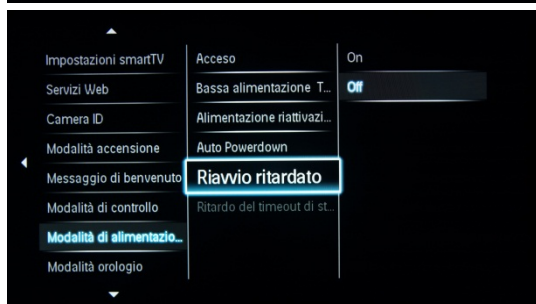 Impostazioni smartTV
Servizi Web
Camera ID
Modalità accensione
Messaggio di benvenuto
Modalità di controllo
Modalità di alimentazio...
Modalità orologio
Acceso
Bassa alimentazione T...
Alimentazione riattivazi...
Auto Powerdown
Riavvio ritardato
Ritardo del timeout di st...
On
Off